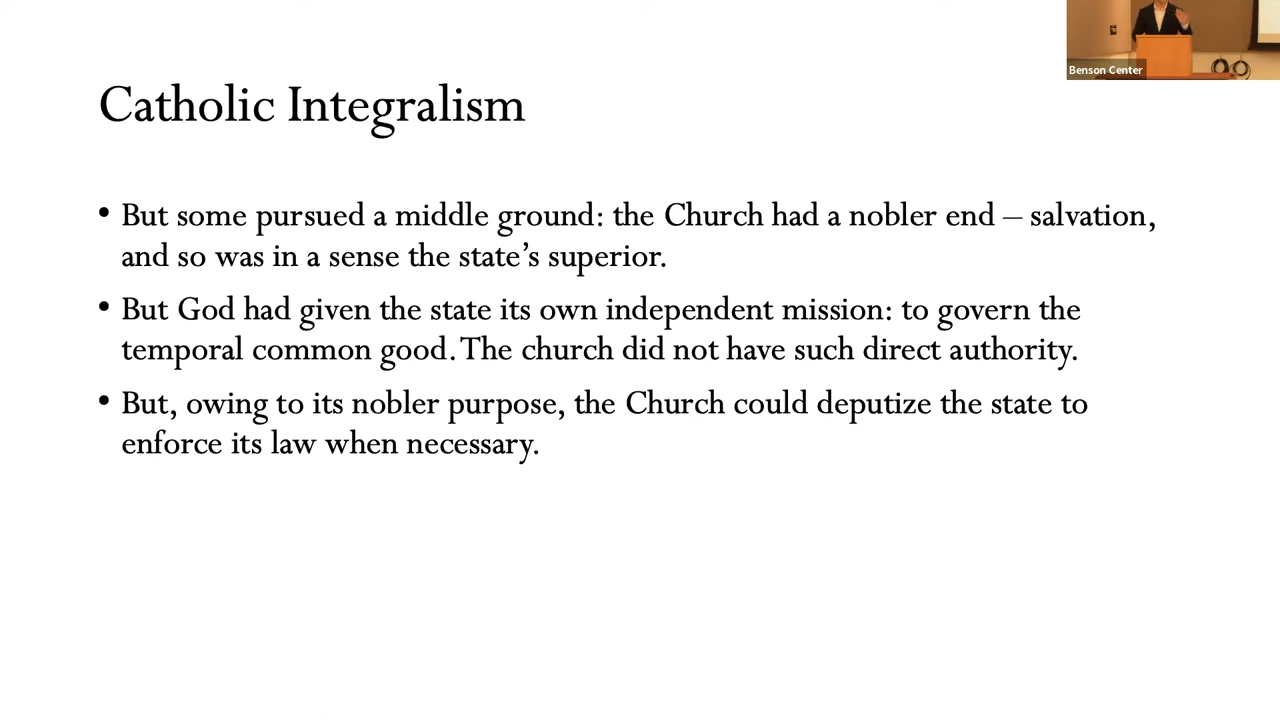 Benson Center
Catholic Integralism
• But some pursued a middle ground: the Church had a nobler end – salvation,
and so was in a sense the state’s superior.
• But God had given the state its own independent mission: to govern the
temporal common good. The church did not have such direct authority.
• But, owing to its nobler purpose, the Church could deputize the state to
enforce its law when necessary.